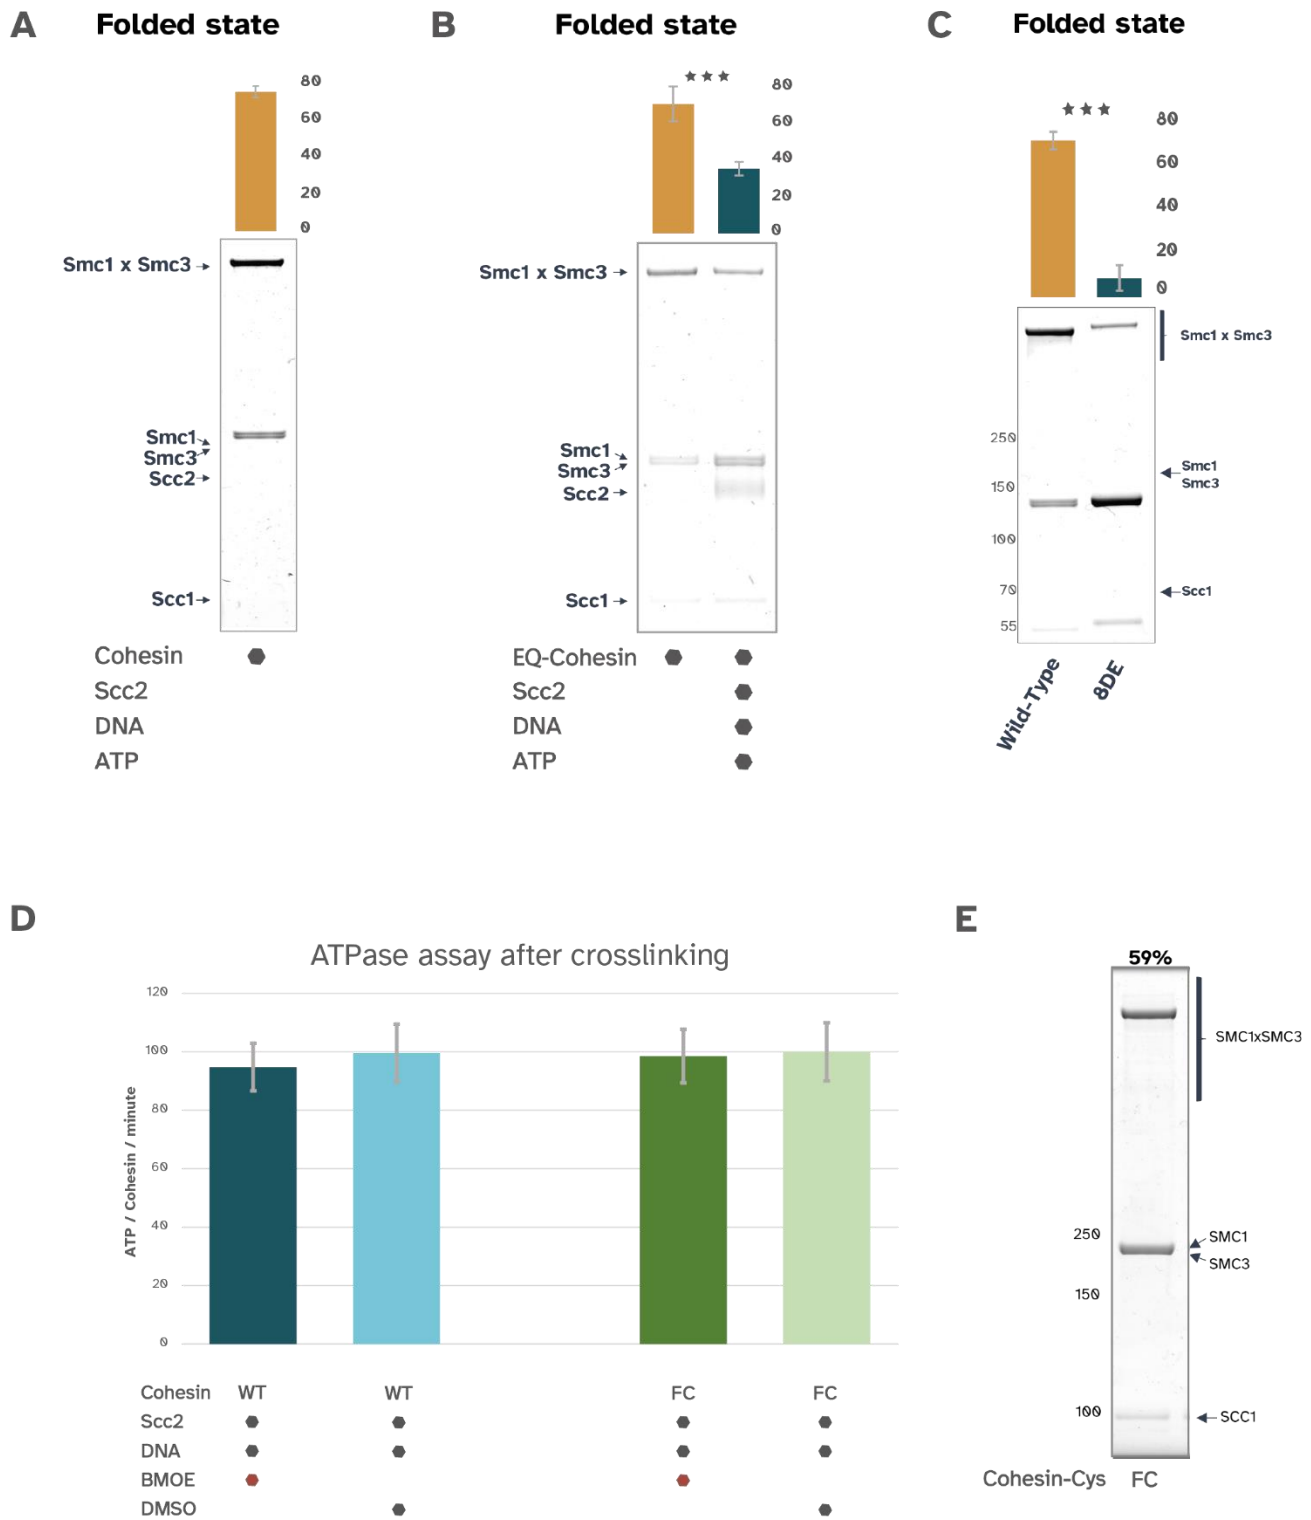 A
Folded state
80
60
40
20
0
Smc1 x Smc3
Smc1
Smc3
Scc2
Scc1
Cohesin
Scc2
DNA
ATP
B
Folded state
80
60
40
20
0
Smc1 x Smc3
Smc1
Smc3
Scc2
Scc1
EQ-Cohesin
Scc2
DNA
ATP
C
Folded state
80
60
40
20
0
Smc1 x Smc3
250
150
100
70
55
Smc1
Smc3
Scc1
Wild-Type
8DE
D
ATPase assay after crosslinking
ATP / Cohesin / minute
120
100
80
60
40
20
0
Cohesin WT WT FC FC
Scc2
DNA
BMOE
DMSO
E
59%
SMC1xSMC3
250
150
100
SMC1
SMC3
SCC1
Cohesin-Cys FC